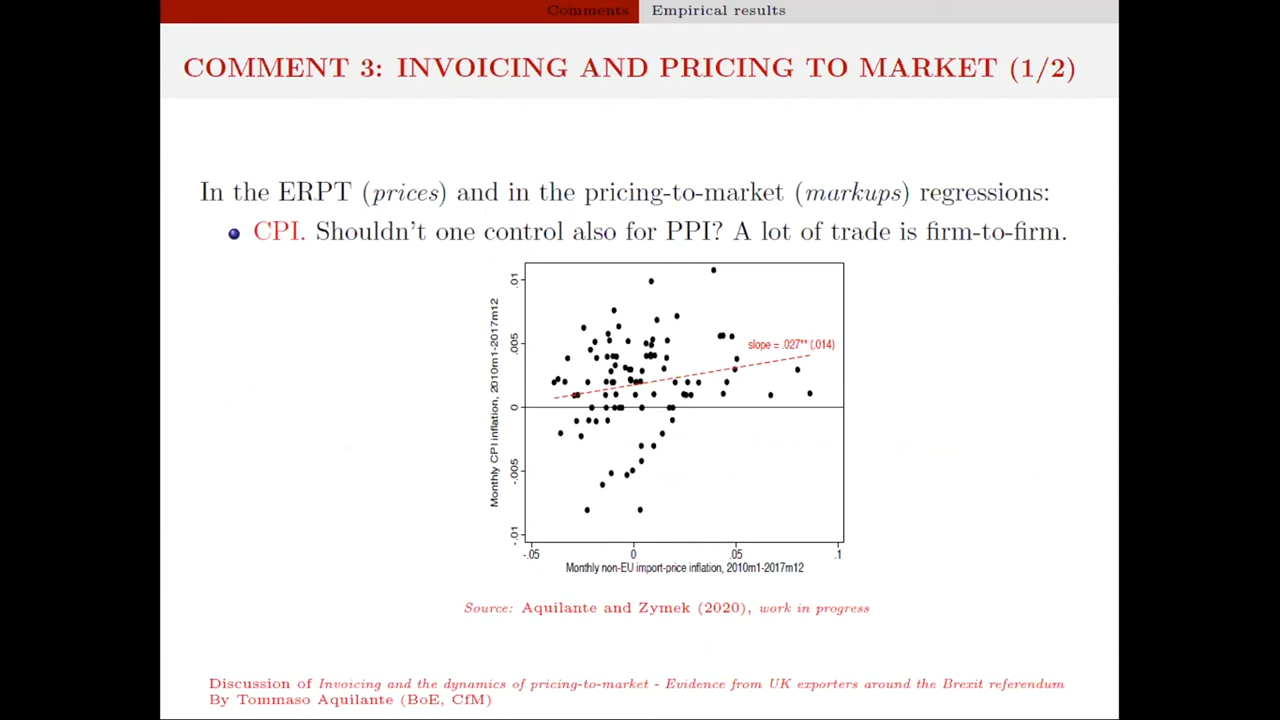 Comments Empirical results
COMMENT 3: INVOICING AND PRICING TO MARKET (1/2)
In the ERPT (prices) and in the pricing-to-market (markups) regressions:
CPI. Shouldn't one control also for PPI? A lot of trade is firm-to-firm.
Monthly CPI inflation, 2010m1-2017m12
.01
.005
0
-.005
-.01
slope = .027** (.014)
-.05 0 .05 .1
Monthly non-EU import-price inflation, 2010m1-2017m12
Source: Aquilante and Zymek (2020), work in progress
Discussion of Invoicing and the dynamics of pricing-to-market - Evidence from UK exporters around the Brexit referendum
By Tommaso Aquilante (BoE, CfM)